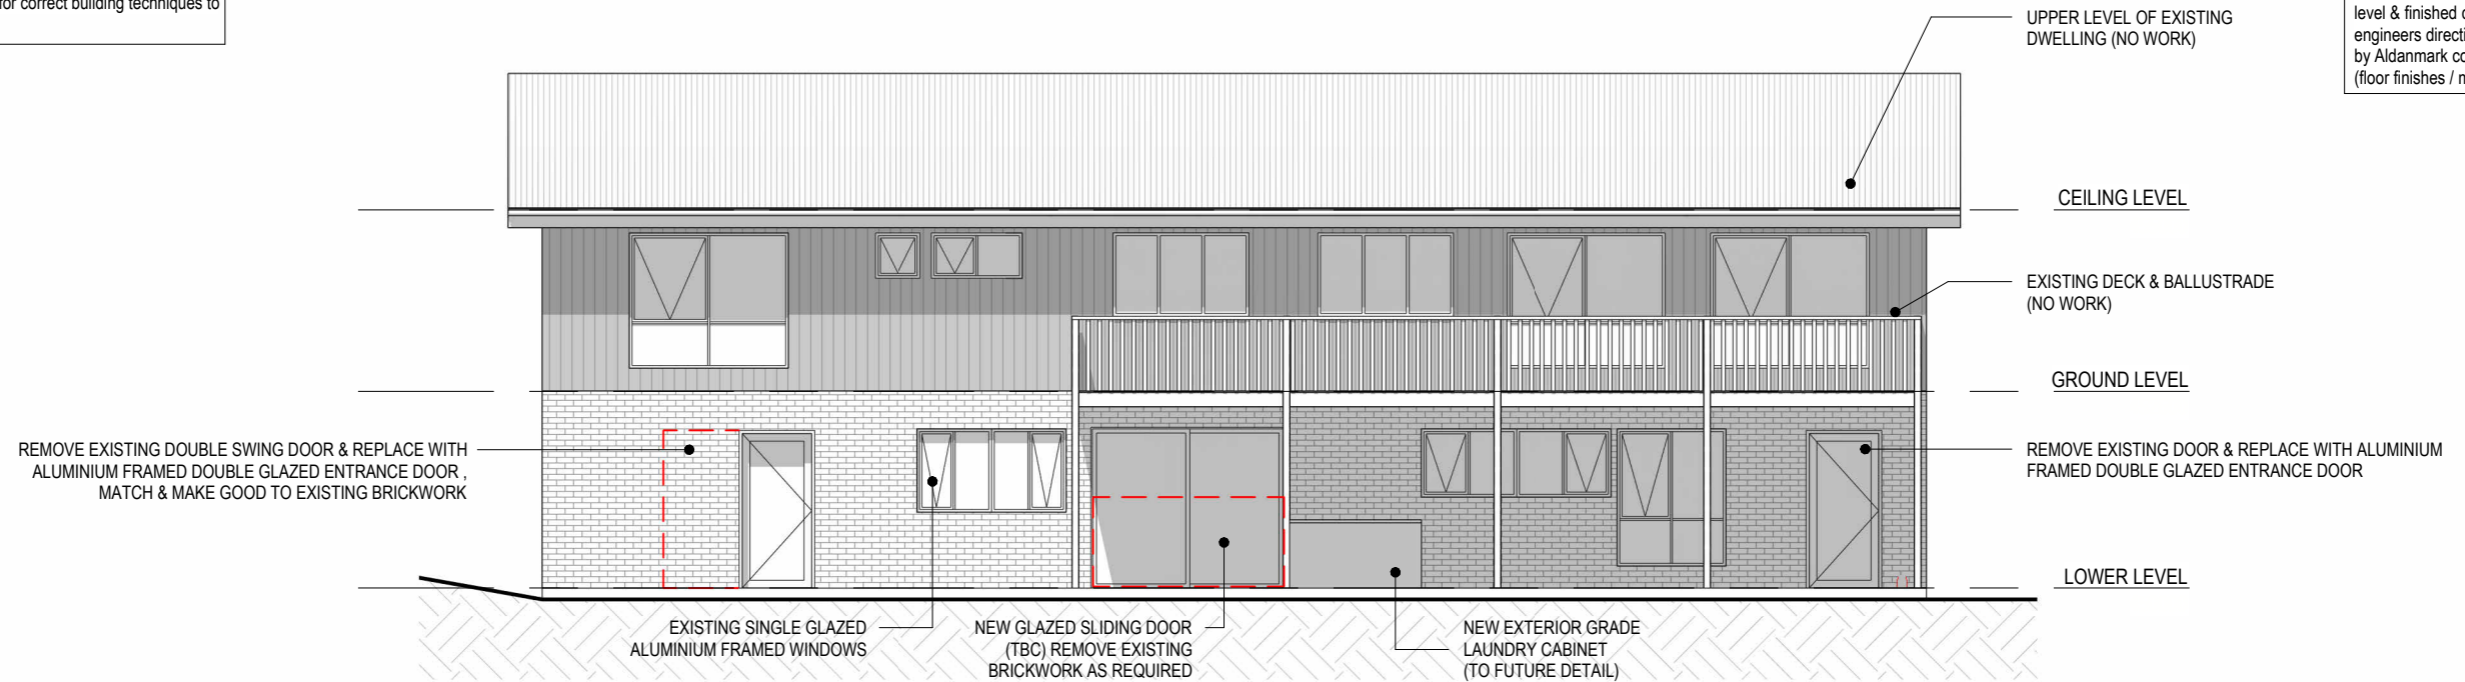 for correct building techniques to
level & finished
engineers directi
by Aldanmark co
(floor finishes / m
UPPER LEVEL OF EXISTING
DWELLING (NO WORK)
CEILING LEVEL
EXISTING DECK & BALLUSTRADE
(NO WORK)
GROUND LEVEL
REMOVE EXISTING DOUBLE SWING DOOR & REPLACE WITH
ALUMINIUM FRAMED DOUBLE GLAZED ENTRANCE DOOR ,
MATCH & MAKE GOOD TO EXISTING BRICKWORK
REMOVE EXISTING DOOR & REPLACE WITH ALUMINIUM
FRAMED DOUBLE GLAZED ENTRANCE DOOR
LOWER LEVEL
EXISTING SINGLE GLAZED
ALUMINIUM FRAMED WINDOWS
NEW GLAZED SLIDING DOOR
(TBC) REMOVE EXISTING
BRICKWORK AS REQUIRED
NEW EXTERIOR GRADE
LAUNDRY CABINET
(TO FUTURE DETAIL)